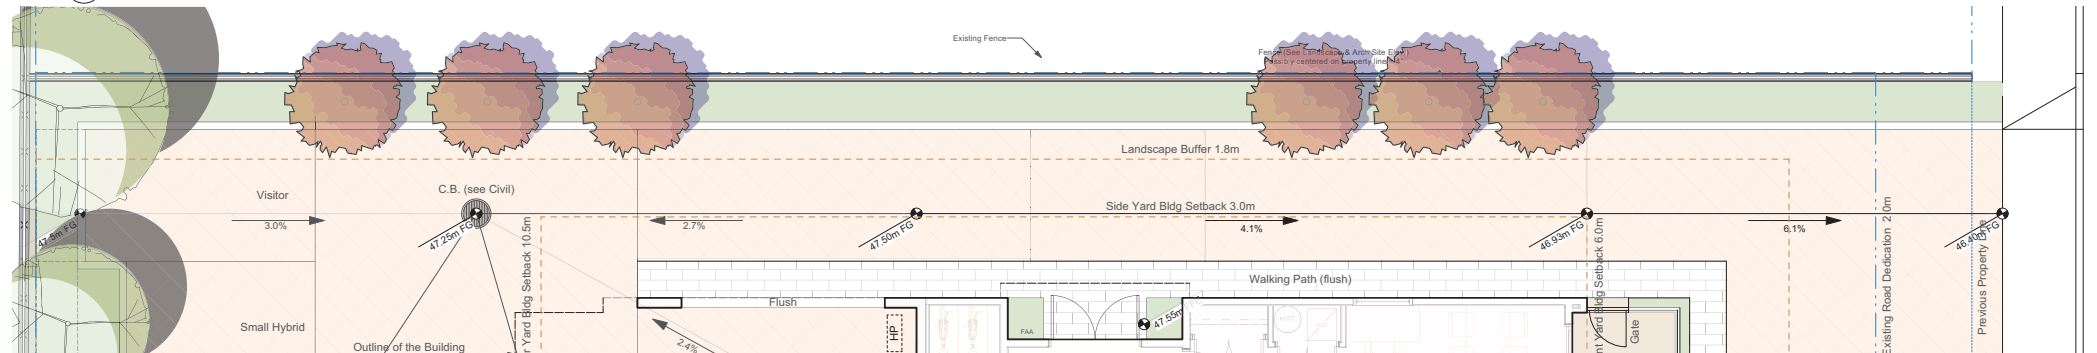 Existing Fence
Fence (See Landscape & Arch Site Elev)
Possibly centered on property line
Landscape Buffer 1.8m
Visitor
C.B. (see Civil)
Side Yard Bldg Setback 3.0m
3.0%
2.7%
4.1%
6.1%
47.5m FG
47.25m FG
47.50m FG
46.93m FG
46.40m FG
r Yard Bldg Setback 10.5m
nt Yard Bldg Setback 6.0m
Existing Road Dedication 2.0m
Previous Property Line
Walking Path (flush)
Flush
Small Hybrid
Outline of the Building
HP
FAA
47.55m
2.4%
Gate